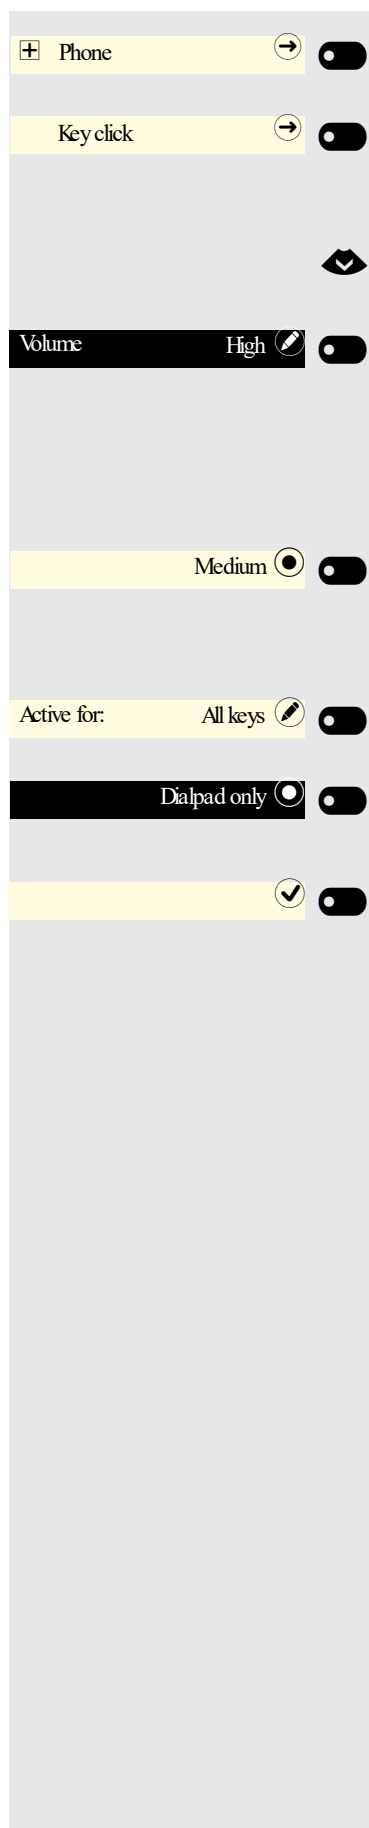 Phone
Key click
Volume High
Medium
Active for: All keys
Dialpad only